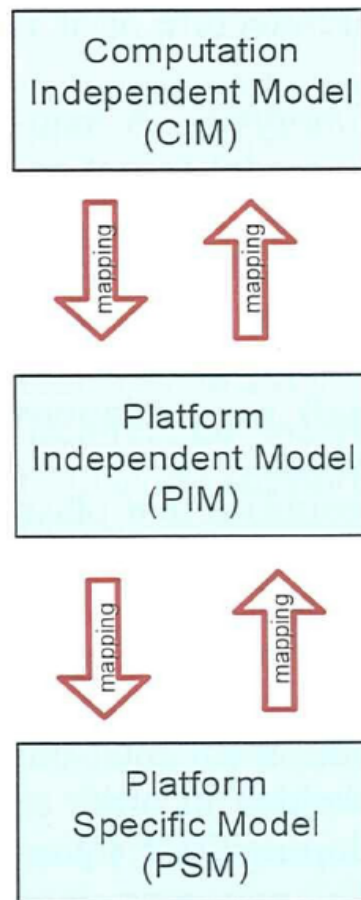 Computation
Independent Model
(CIM)
mapping
mapping
Platform
Independent Model
(PIM)
mapping
mapping
Platform
Specific Model
(PSM)